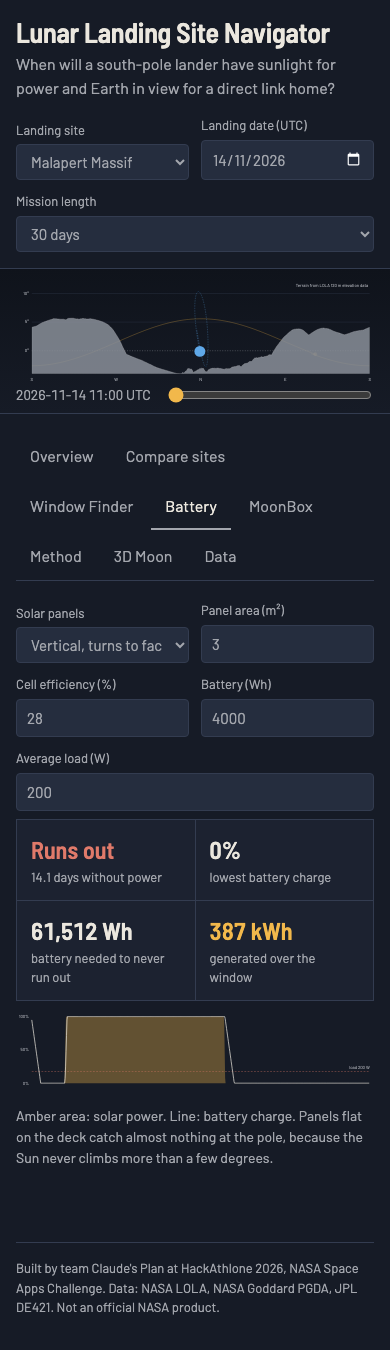 Lunar Landing Site Navigator
When will a south-pole lander have sunlight for
power and Earth in view for a direct link home?
Landing site
Landing date (UTC)
Malapert Massif
14/11/2026
Mission length
30 days
Terrain from LOLA 120 m elevation data
10°
5°
0°
S
W
N
E
S
2026-11-14 11:00 UTC
Overview
Compare sites
Window Finder
Battery
MoonBox
Method
3D Moon
Data
Solar panels
Panel area (m²)
Vertical, turns to fac
3
Cell efficiency (%)
Battery (Wh)
28
4000
Average load (W)
200
Runs out
14.1 days without power
0%
lowest battery charge
61,512 Wh
battery needed to never
run out
387 kWh
generated over the
window
100%
50%
0%
load 200 W
Amber area: solar power. Line: battery charge. Panels flat
on the deck catch almost nothing at the pole, because the
Sun never climbs more than a few degrees.
Built by team Claude's Plan at HackAthlone 2026, NASA Space
Apps Challenge. Data: NASA LOLA, NASA Goddard PGDA, JPL
DE421. Not an official NASA product.